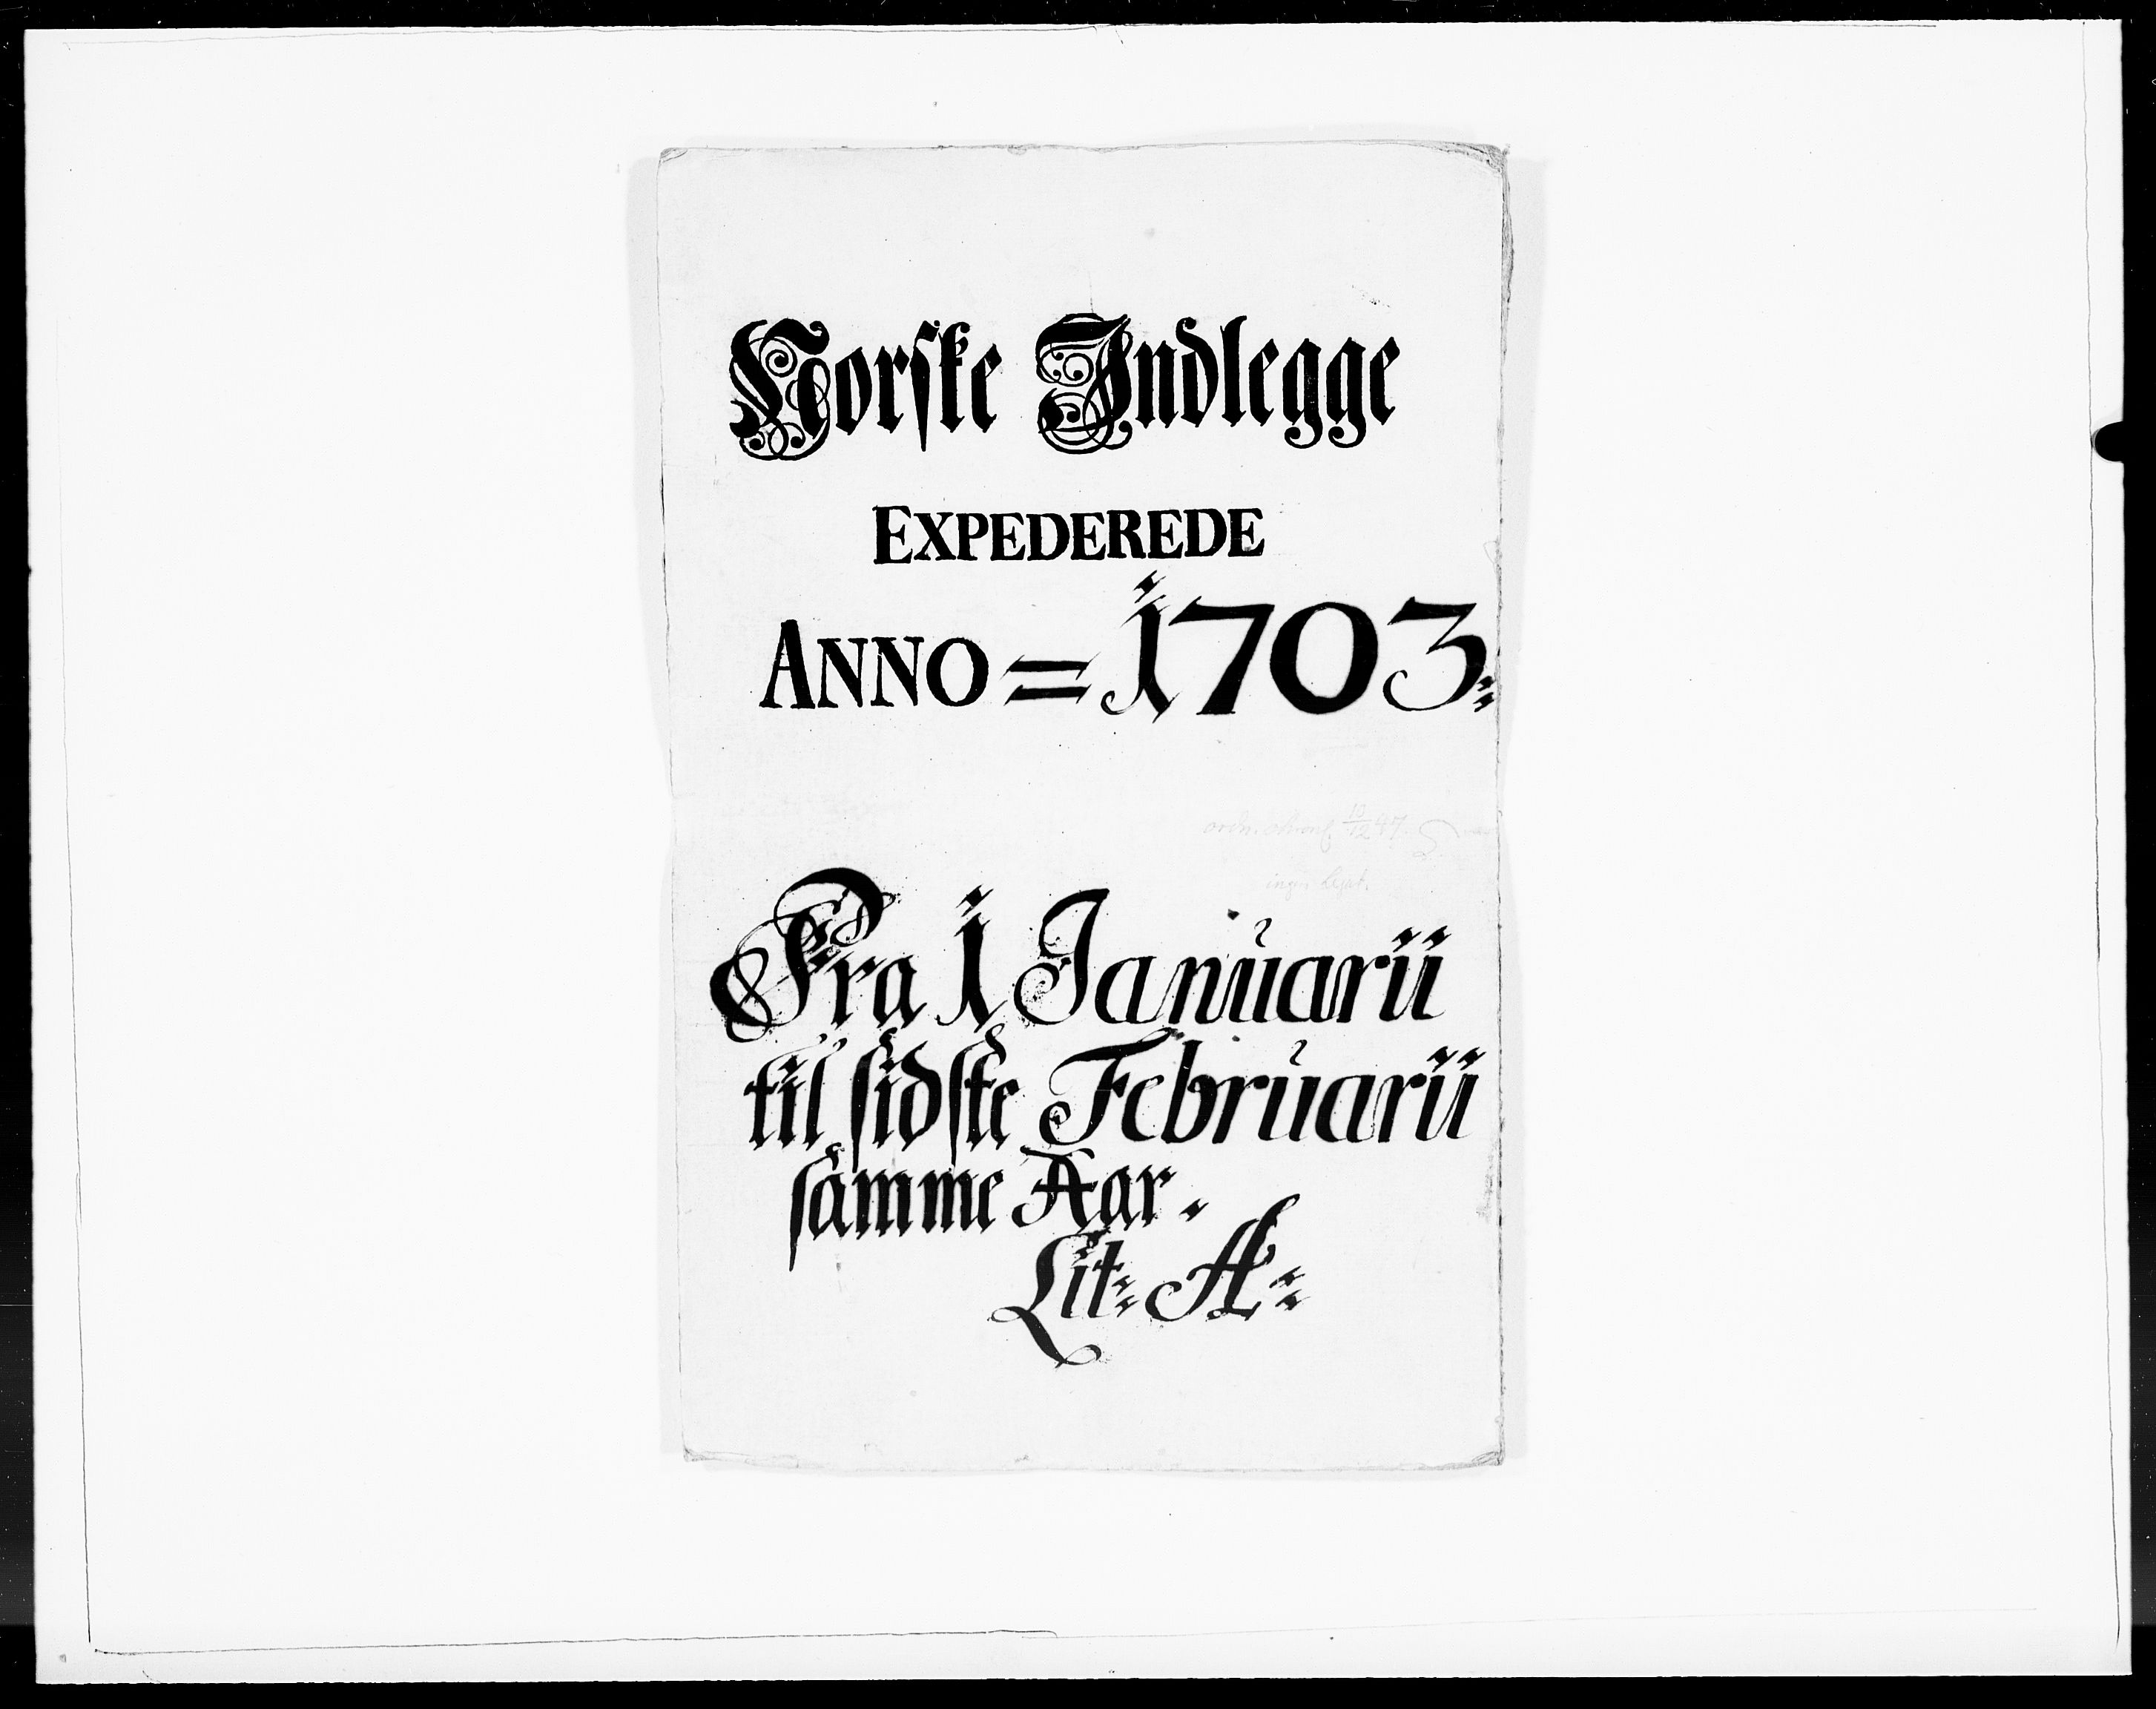 Norske Indlegge
EXPEDEREDE
ANNO = 1703.
Fra 1 Januarii
til sidste Februarii
samme Aar.
Lit: A: